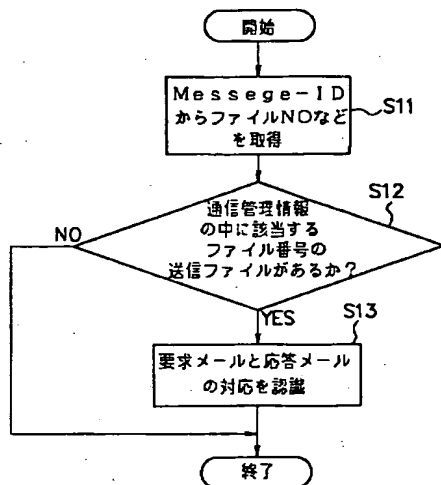 開始
Ｍｅｓｓｅｇｅ－ＩＤ
からファイルNOなど
を取得
S11
S12
通信管理情報
の中に該当する
ファイル番号の
送信ファイルがあるか？
NO
YES
S13
要求メールと応答メール
の対応を認識
終了